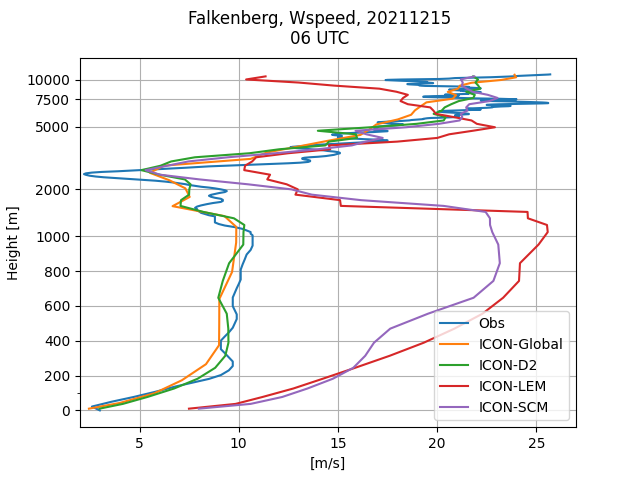 Falkenberg, Wspeed, 20211215
06 UTC
Height [m]
10000
7500
5000
2000
1000
800
600
400
200
0
Obs
ICON-Global
ICON-D2
ICON-LEM
ICON-SCM
5 10 15 20 25
[m/s]